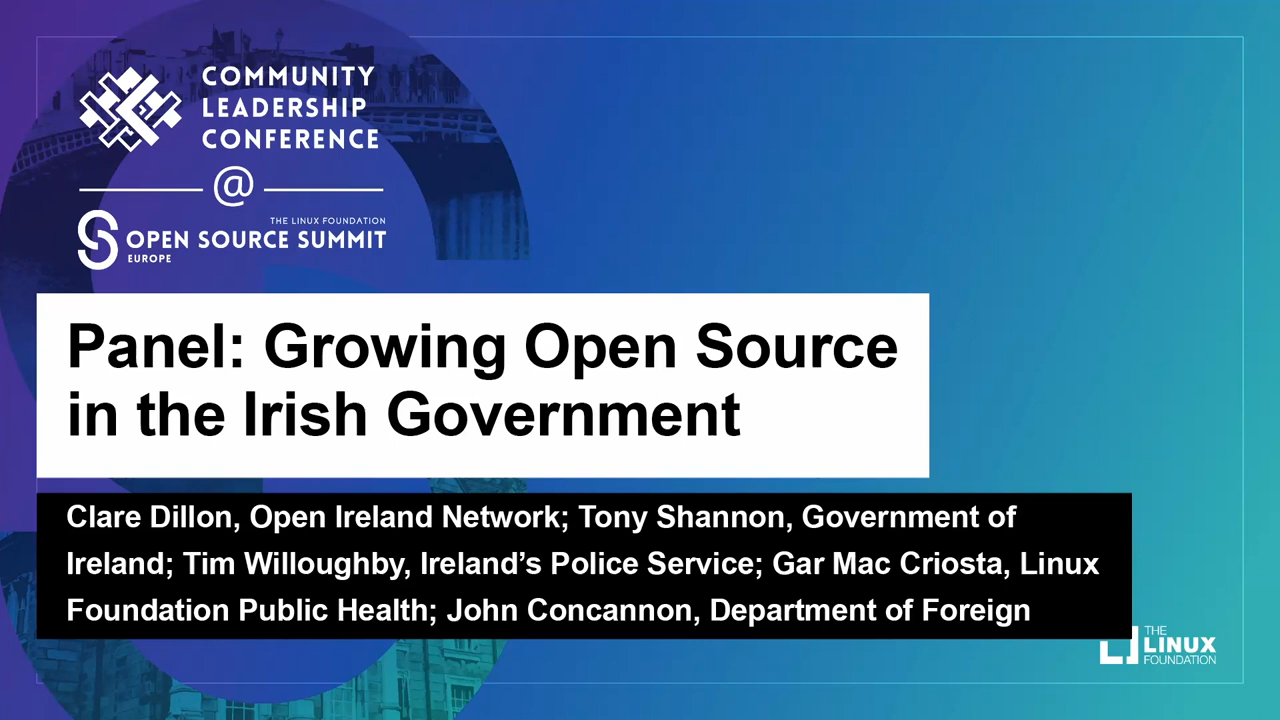 COMMUNITY
LEADERSHIP
CONFERENCE
@
THE LINUX FOUNDATION
OPEN SOURCE SUMMIT
EUROPE
Panel: Growing Open Source
in the Irish Government
Clare Dillon, Open Ireland Network; Tony Shannon, Government of
Ireland; Tim Willoughby, Ireland’s Police Service; Gar Mac Criosta, Linux
Foundation Public Health; John Concannon, Department of Foreign
THE
LINUX
FOUNDATION